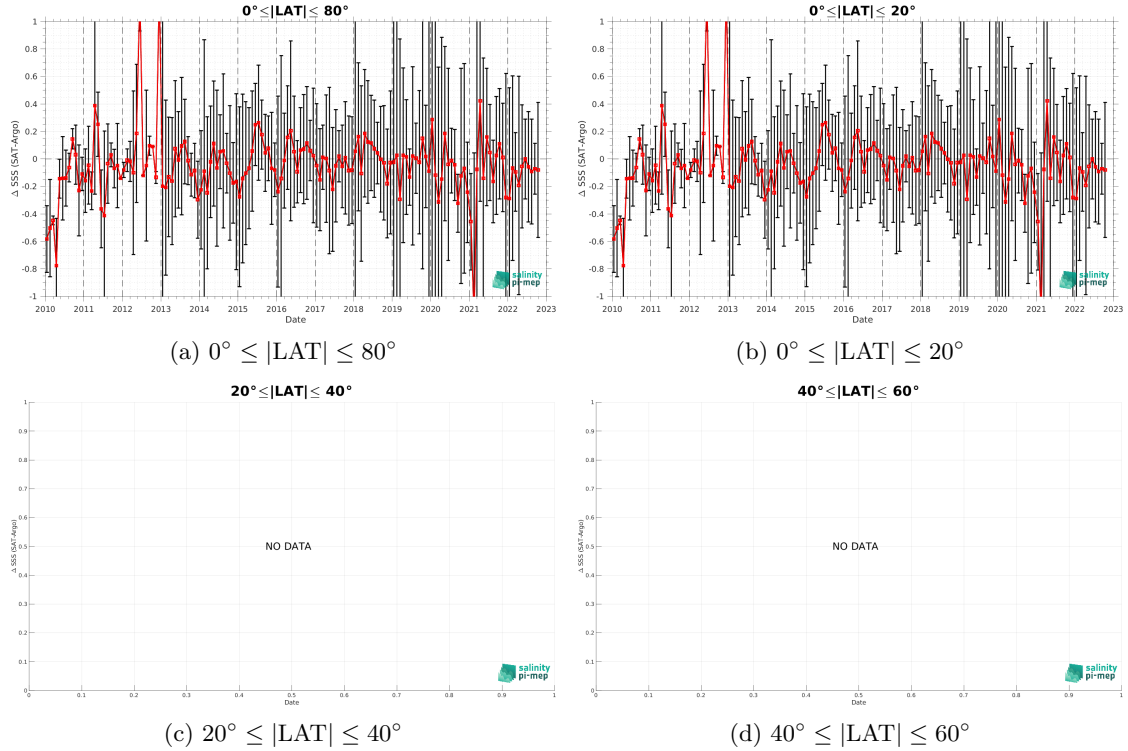 0°≤|LAT|≤ 80°
1
0.8
0.6
0.4
0.2
0
-0.2
-0.4
-0.6
-0.8
-1
Δ SSS (SAT-Argo)
2010 2011 2012 2013 2014 2015 2016 2017 2018 2019 2020 2021 2022 2023
Date
salinity
pi-mep
(a) 0° ≤ |LAT| ≤ 80°
0°≤|LAT|≤ 20°
1
0.8
0.6
0.4
0.2
0
-0.2
-0.4
-0.6
-0.8
-1
Δ SSS (SAT-Argo)
2010 2011 2012 2013 2014 2015 2016 2017 2018 2019 2020 2021 2022 2023
Date
salinity
pi-mep
(b) 0° ≤ |LAT| ≤ 20°
20°≤|LAT|≤ 40°
1
0.9
0.8
0.7
0.6
0.5
0.4
0.3
0.2
0.1
0
Δ SSS (SAT-Argo)
NO DATA
0 0.1 0.2 0.3 0.4 0.5 0.6 0.7 0.8 0.9 1
Date
salinity
pi-mep
(c) 20° ≤ |LAT| ≤ 40°
40°≤|LAT|≤ 60°
1
0.9
0.8
0.7
0.6
0.5
0.4
0.3
0.2
0.1
0
Δ SSS (SAT-Argo)
NO DATA
0 0.1 0.2 0.3 0.4 0.5 0.6 0.7 0.8 0.9 1
Date
salinity
pi-mep
(d) 40° ≤ |LAT| ≤ 60°